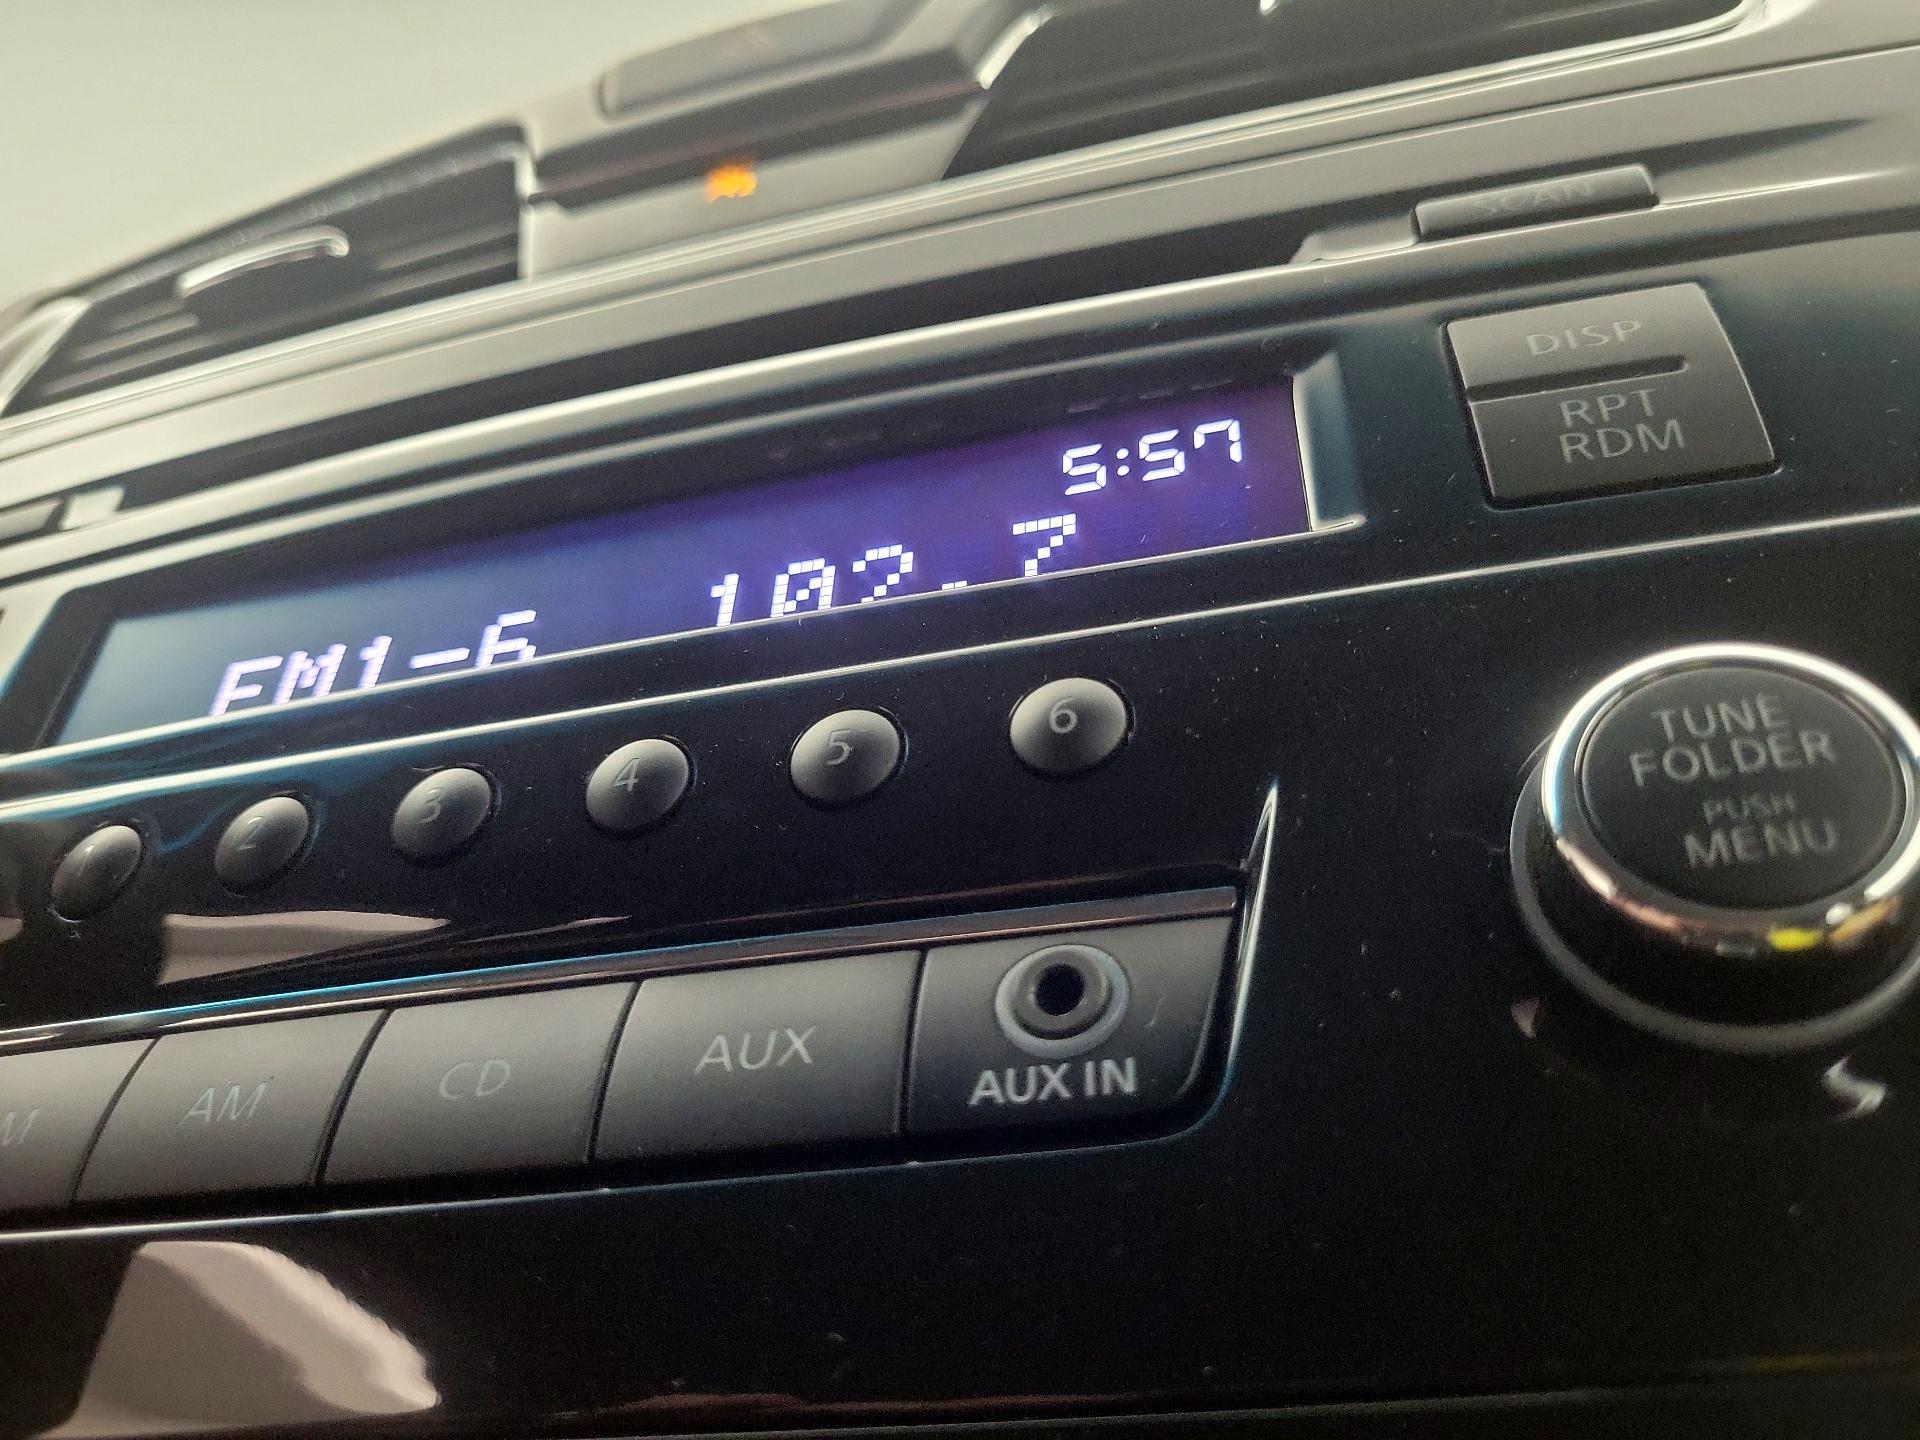 SCAN
DISP
RPT
RDM
5:57
FM1-6 102.7
1 2 3 4 5 6
TUNE
FOLDER
PUSH
MENU
AM CD AUX
AUX IN